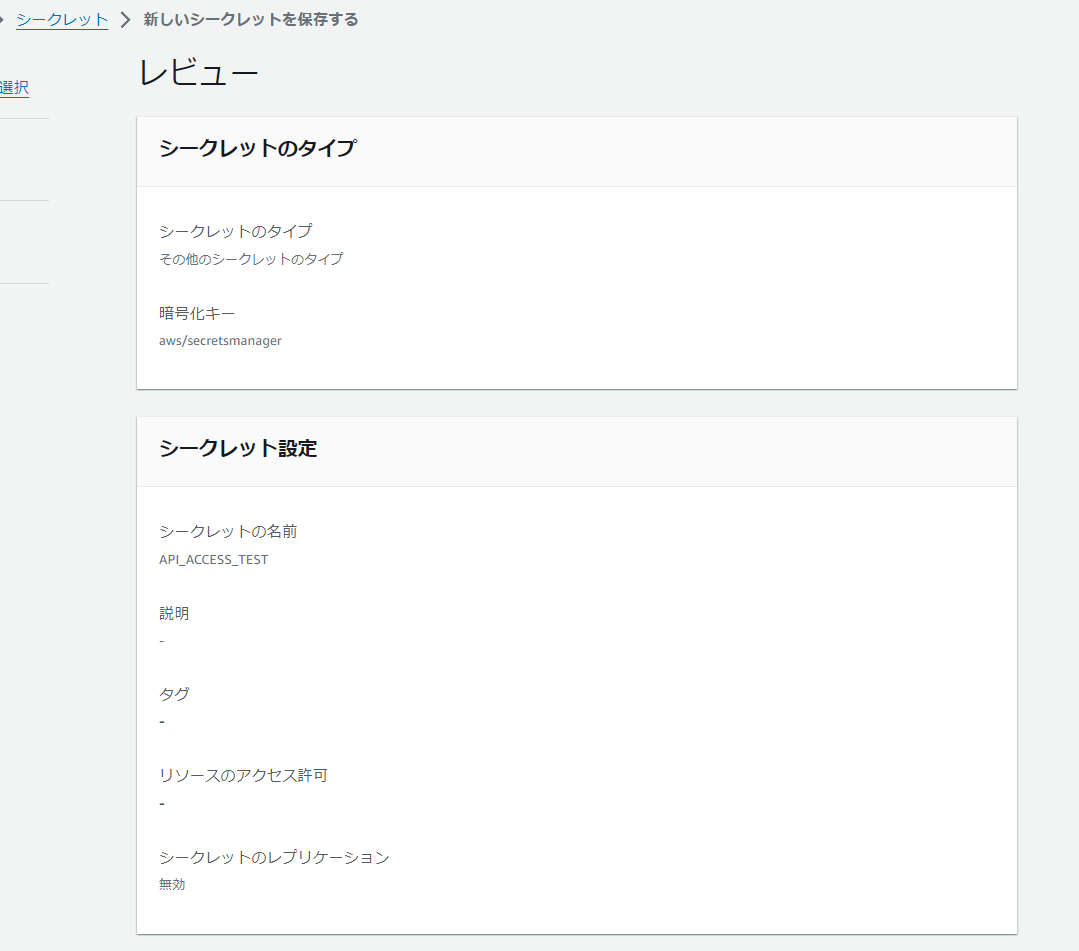 シークレット > 新しいシークレットを保存する
選択
レビュー
シークレットのタイプ
シークレットのタイプ
その他のシークレットのタイプ
暗号化キー
aws/secretsmanager
シークレット設定
シークレットの名前
API_ACCESS_TEST
説明
-
タグ
-
リソースのアクセス許可
-
シークレットのレプリケーション
無効